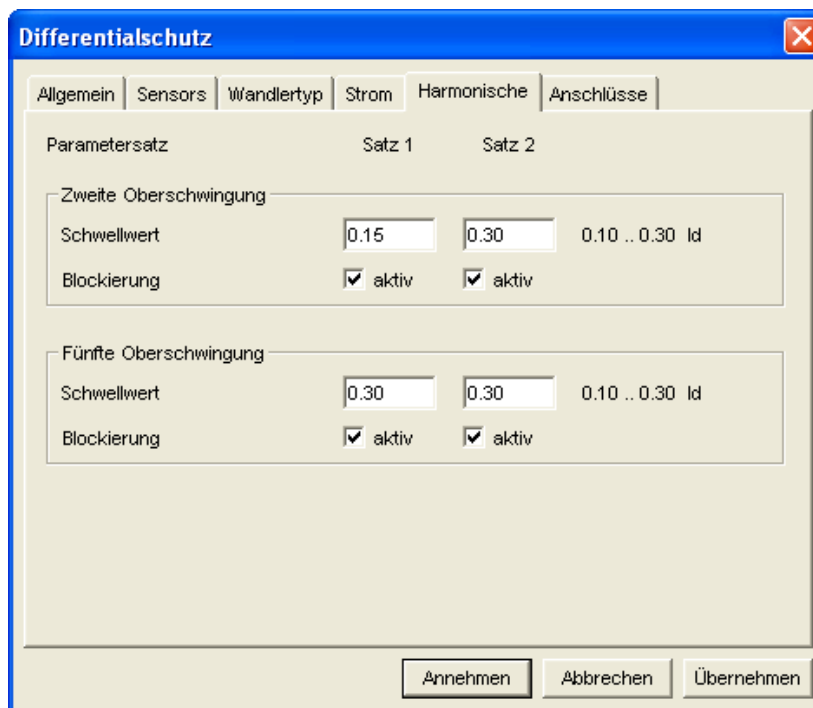 Differentialschutz
Allgemein Sensors Wandlertyp Strom Harmonische Anschlüsse
Parametersatz Satz 1 Satz 2
Zweite Oberschwingung
Schwellwert 0.15 0.30 0.10 .. 0.30 Id
Blockierung aktiv aktiv
Fünfte Oberschwingung
Schwellwert 0.30 0.30 0.10 .. 0.30 Id
Blockierung aktiv aktiv
Annehmen Abbrechen Übernehmen